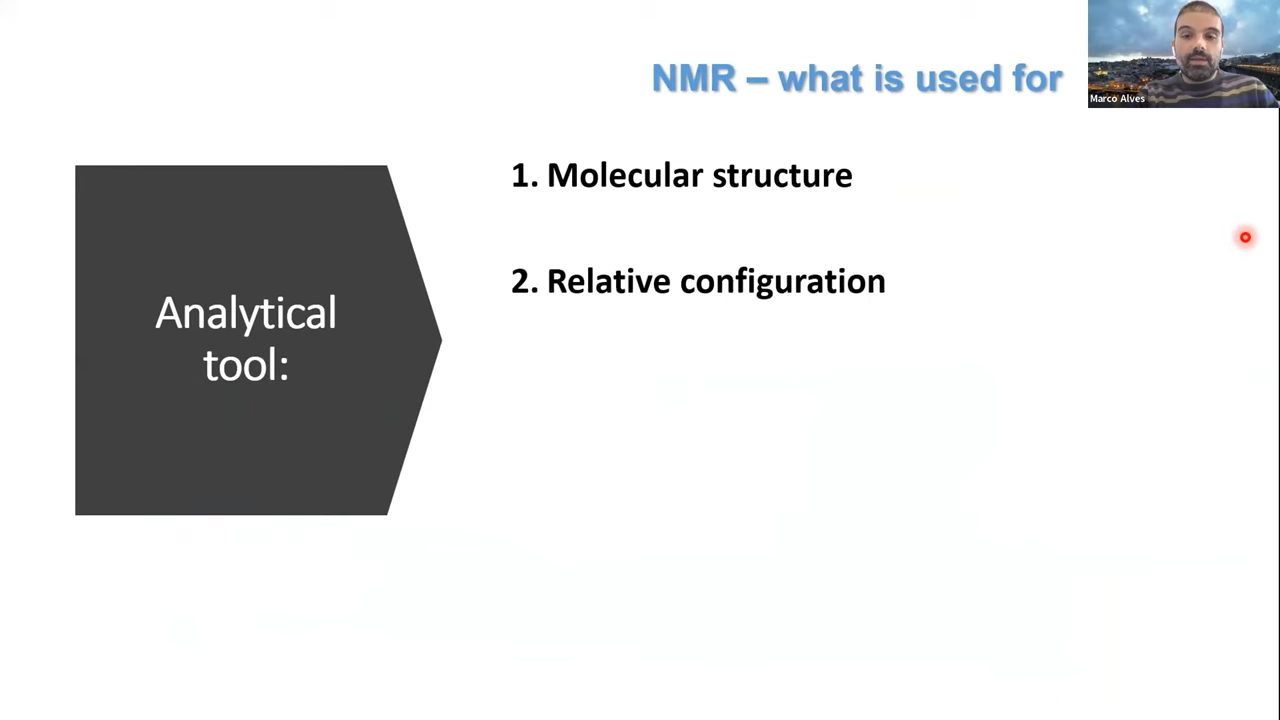 NMR – what is used for
Marco Alves
1. Molecular structure
2. Relative configuration
Analytical
tool: